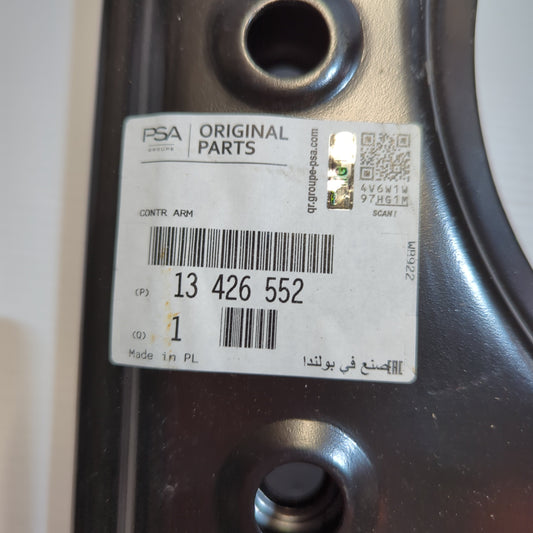 PSA
GROUPE
ORIGINAL
PARTS
qr.groupe-psa.com
4V6W1W
97HG1M
SCAN!
CONTR ARM
W9922
(P) 13 426 552
(Q) 1
Made in PL
صنع في بولندا
EAC